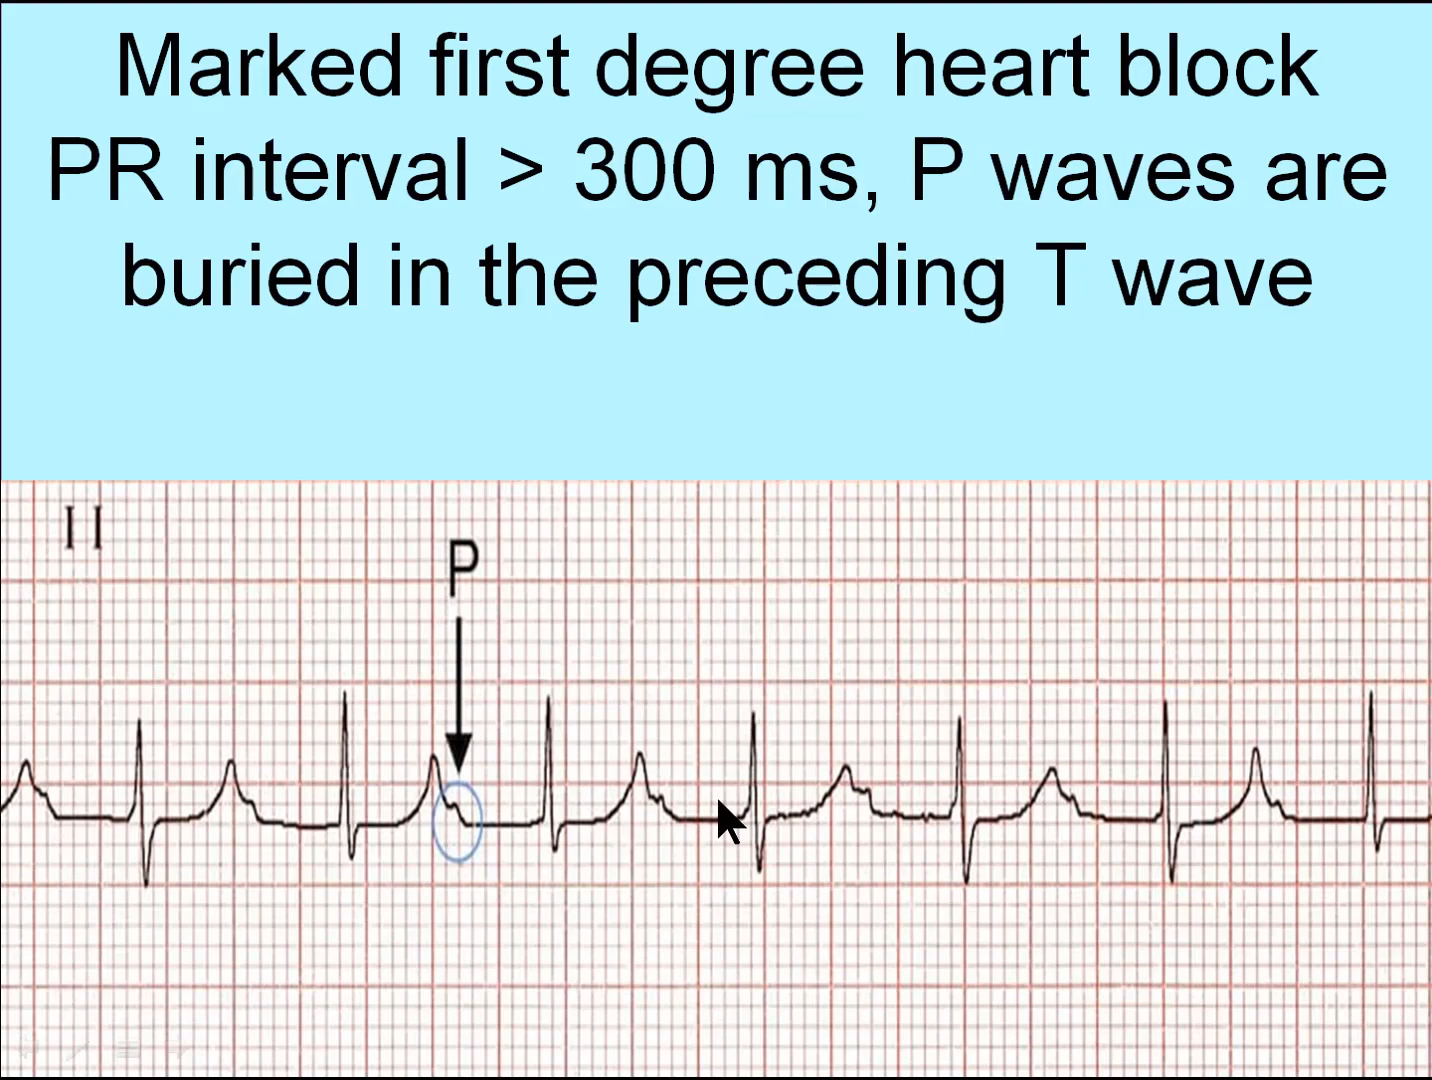 Marked first degree heart block
PR interval > 300 ms, P waves are
buried in the preceding T wave
II
P